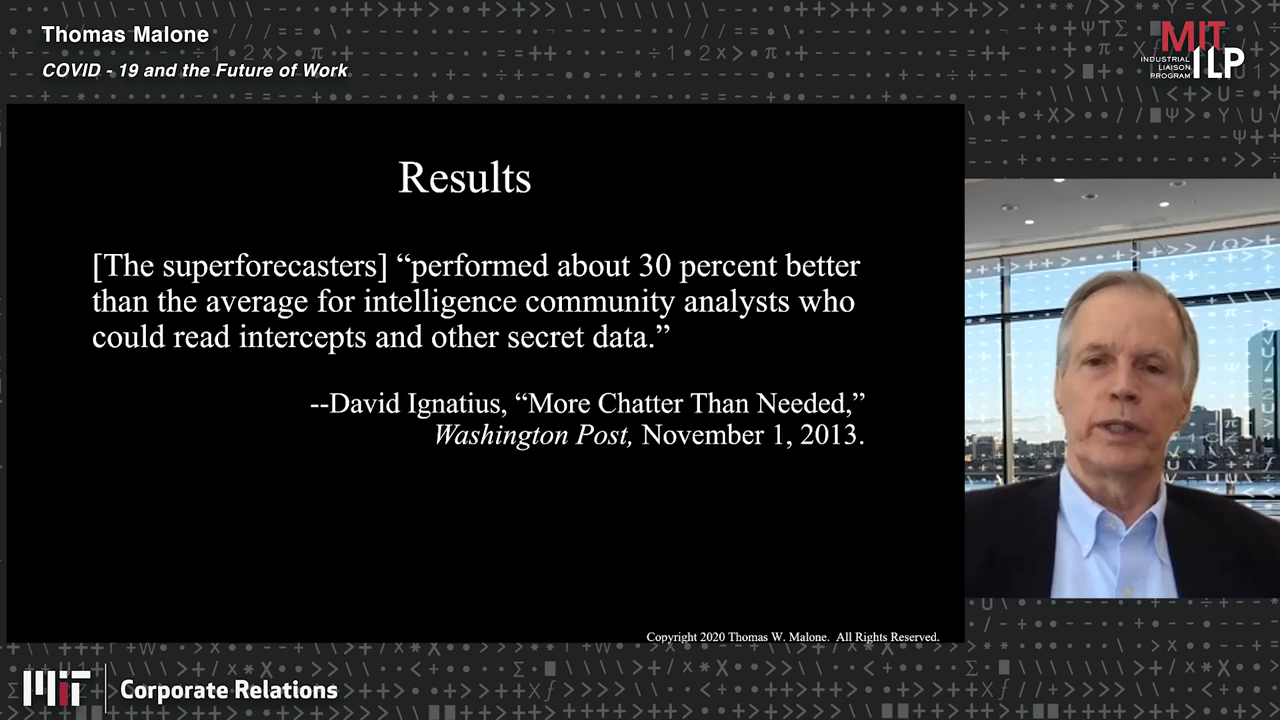 Thomas Malone
COVID - 19 and the Future of Work
MIT
INDUSTRIAL
LIAISON
PROGRAM
ILP
Results
[The superforecasters] “performed about 30 percent better
than the average for intelligence community analysts who
could read intercepts and other secret data.”
--David Ignatius, “More Chatter Than Needed,”
Washington Post, November 1, 2013.
Copyright 2020 Thomas W. Malone.  All Rights Reserved.
MIT
Corporate Relations